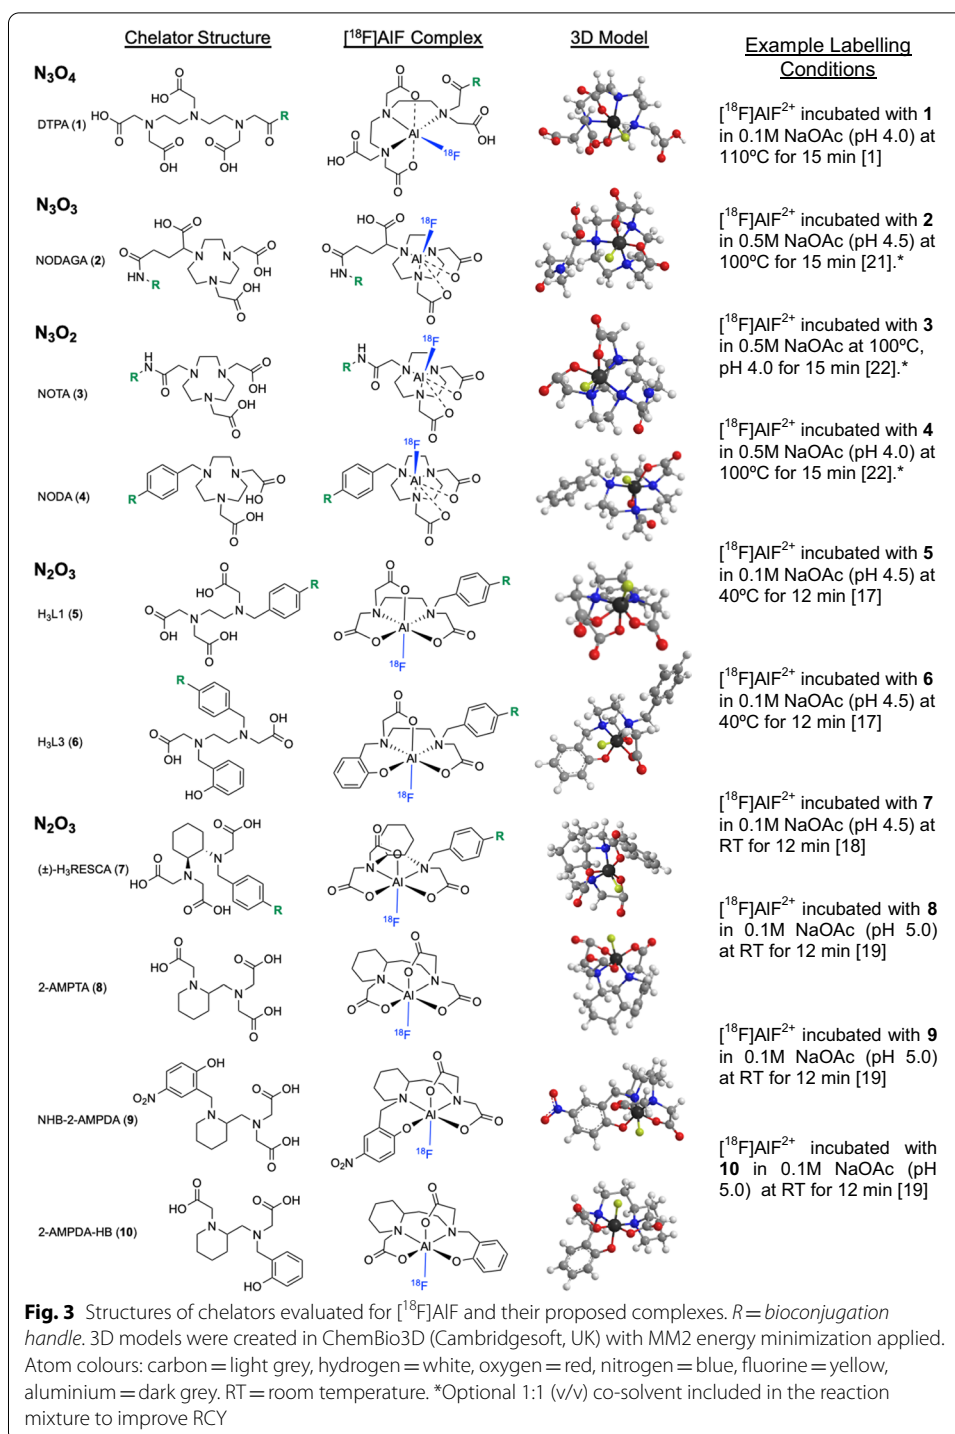 Chelator Structure
[¹⁸F]AlF Complex
3D Model
Example Labelling
Conditions
N₃O₄
DTPA (1)
[¹⁸F]AlF²⁺ incubated with 1
in 0.1M NaOAc (pH 4.0) at
110ºC for 15 min [1]
N₃O₃
NODAGA (2)
[¹⁸F]AlF²⁺ incubated with 2
in 0.5M NaOAc (pH 4.5) at
100ºC for 15 min [21].*
N₃O₂
NOTA (3)
[¹⁸F]AlF²⁺ incubated with 3
in 0.5M NaOAc at 100ºC,
pH 4.0 for 15 min [22].*
NODA (4)
[¹⁸F]AlF²⁺ incubated with 4
in 0.5M NaOAc (pH 4.0) at
100ºC for 15 min [22].*
N₂O₃
H₃L1 (5)
[¹⁸F]AlF²⁺ incubated with 5
in 0.1M NaOAc (pH 4.5) at
40ºC for 12 min [17]
H₃L3 (6)
[¹⁸F]AlF²⁺ incubated with 6
in 0.1M NaOAc (pH 4.5) at
40ºC for 12 min [17]
N₂O₃
(±)-H₃RESCA (7)
[¹⁸F]AlF²⁺ incubated with 7
in 0.1M NaOAc (pH 4.5) at
RT for 12 min [18]
2-AMPTA (8)
[¹⁸F]AlF²⁺ incubated with 8
in 0.1M NaOAc (pH 5.0)
at RT for 12 min [19]
NHB-2-AMPDA (9)
[¹⁸F]AlF²⁺ incubated with 9
in 0.1M NaOAc (pH 5.0)
at RT for 12 min [19]
2-AMPDA-HB (10)
[¹⁸F]AlF²⁺ incubated with
10 in 0.1M NaOAc (pH
5.0) at RT for 12 min [19]
Fig. 3 Structures of chelators evaluated for [¹⁸F]AlF and their proposed complexes. R = bioconjugation
handle. 3D models were created in ChemBio3D (Cambridgesoft, UK) with MM2 energy minimization applied.
Atom colours: carbon = light grey, hydrogen = white, oxygen = red, nitrogen = blue, fluorine = yellow,
aluminium = dark grey. RT = room temperature. *Optional 1:1 (v/v) co-solvent included in the reaction
mixture to improve RCY